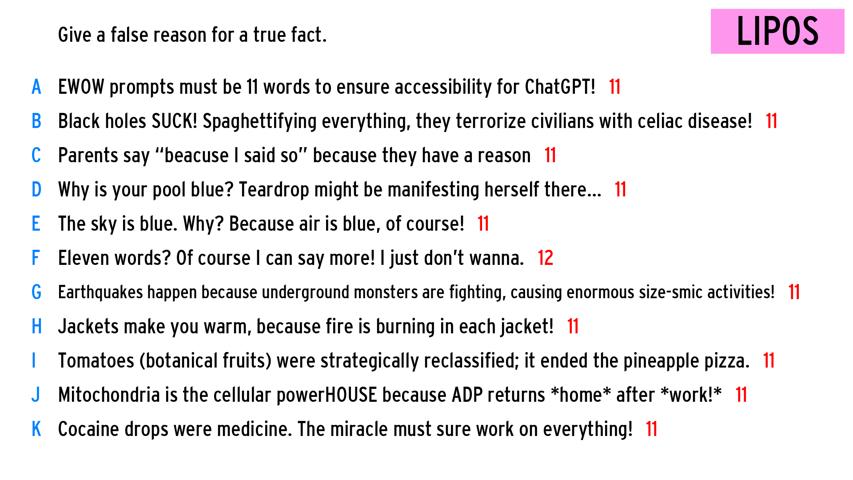 Give a false reason for a true fact.
LIPOS
A EWOW prompts must be 11 words to ensure accessibility for ChatGPT! 11
B Black holes SUCK! Spaghettifying everything, they terrorize civilians with celiac disease! 11
C Parents say “beacuse I said so” because they have a reason 11
D Why is your pool blue? Teardrop might be manifesting herself there... 11
E The sky is blue. Why? Because air is blue, of course! 11
F Eleven words? Of course I can say more! I just don't wanna. 12
G Earthquakes happen because underground monsters are fighting, causing enormous size-smic activities! 11
H Jackets make you warm, because fire is burning in each jacket! 11
I Tomatoes (botanical fruits) were strategically reclassified; it ended the pineapple pizza. 11
J Mitochondria is the cellular powerHOUSE because ADP returns *home* after *work!* 11
K Cocaine drops were medicine. The miracle must sure work on everything! 11